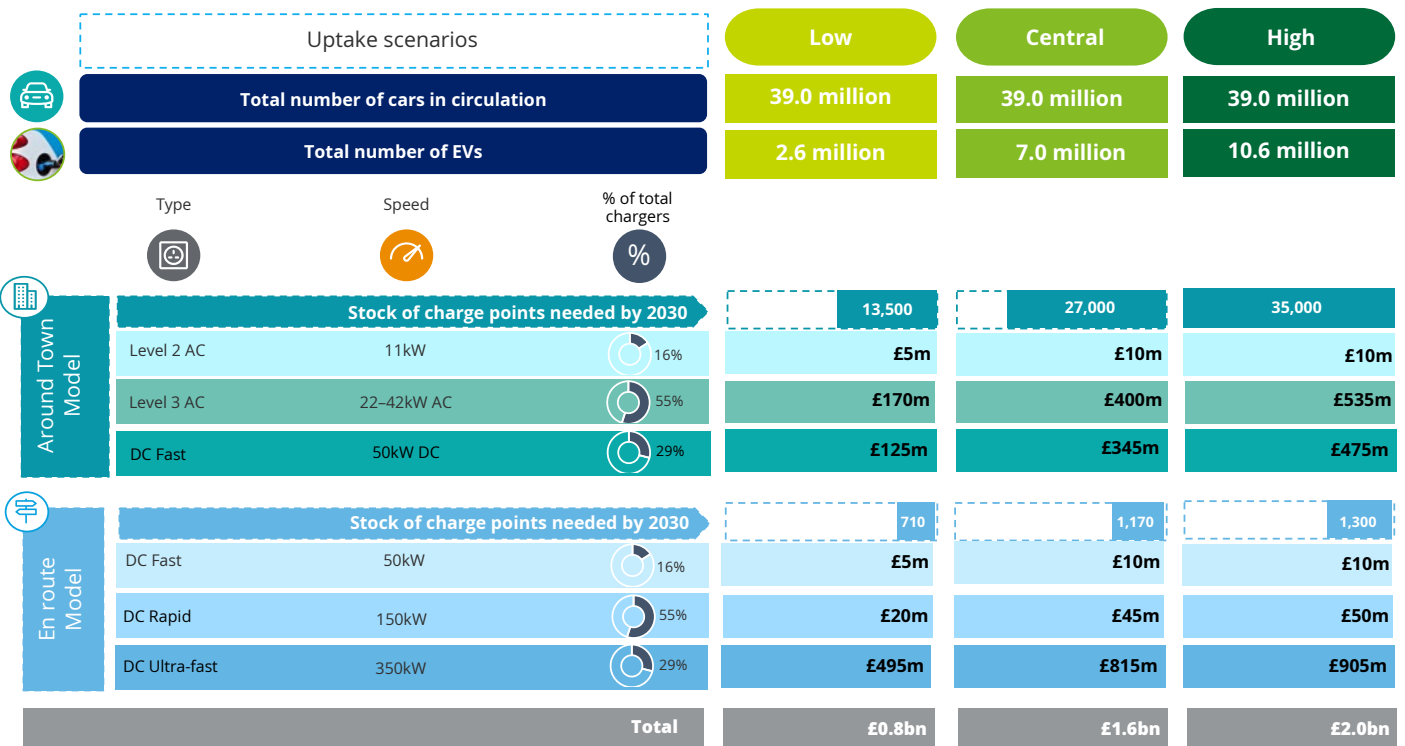 Uptake scenarios Low Central High
Total number of cars in circulation 39.0 million 39.0 million 39.0 million
Total number of EVs 2.6 million 7.0 million 10.6 million
Type Speed % of total
chargers
%
Around Town
Model
Stock of charge points needed by 2030 13,500 27,000 35,000
Level 2 AC 11kW 16% £5m £10m £10m
Level 3 AC 22–42kW AC 55% £170m £400m £535m
DC Fast 50kW DC 29% £125m £345m £475m
En route
Model
Stock of charge points needed by 2030 710 1,170 1,300
DC Fast 50kW 16% £5m £10m £10m
DC Rapid 150kW 55% £20m £45m £50m
DC Ultra-fast 350kW 29% £495m £815m £905m
Total £0.8bn £1.6bn £2.0bn